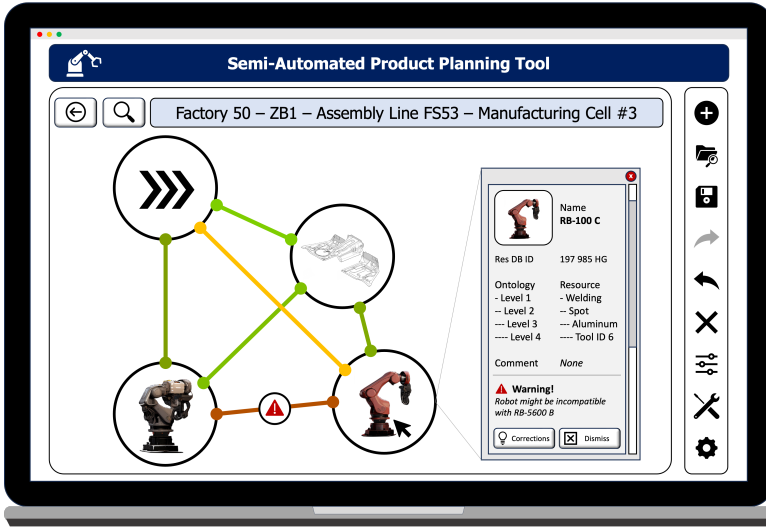 Semi-Automated Product Planning Tool
Factory 50 – ZB1 – Assembly Line FS53 – Manufacturing Cell #3
x
Name
RB-100 C
Res DB ID 197 985 HG
Ontology Resource
- Level 1 - Welding
-- Level 2 -- Spot
--- Level 3 --- Aluminum
---- Level 4 ---- Tool ID 6
Comment None
Warning!
Robot might be incompatible
with RB-5600 B
Corrections Dismiss